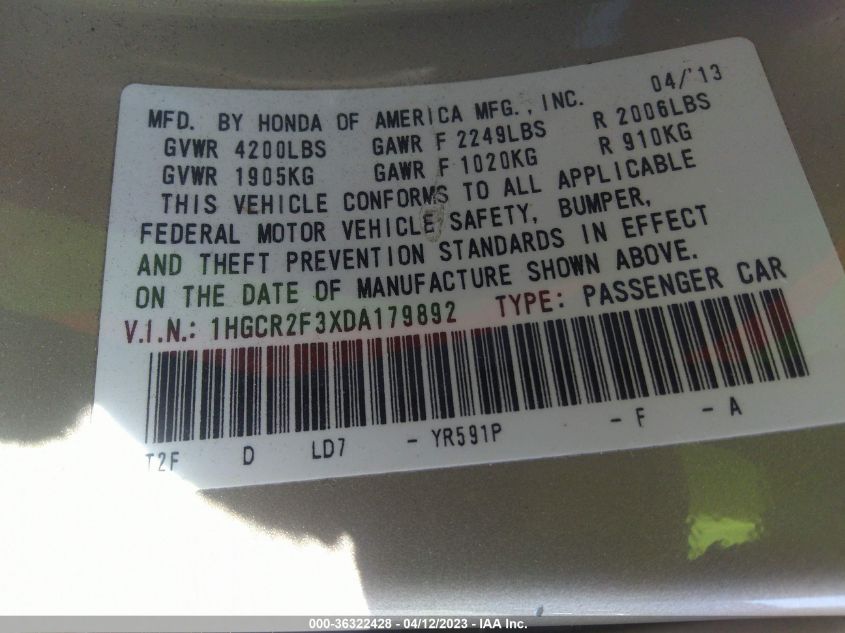 04/'13
MFD. BY HONDA OF AMERICA MFG., INC.
GVWR 4200LBS GAWR F 2249LBS R 2006LBS
GVWR 1905KG GAWR F 1020KG R 910KG
THIS VEHICLE CONFORMS TO ALL APPLICABLE
FEDERAL MOTOR VEHICLE SAFETY, BUMPER,
AND THEFT PREVENTION STANDARDS IN EFFECT
ON THE DATE OF MANUFACTURE SHOWN ABOVE.
V.I.N.: 1HGCR2F3XDA179892 TYPE: PASSENGER CAR
T2F D LD7 - YR591P - F - A
000-36322428 - 04/12/2023 - IAA Inc.